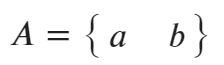 A = { a b }